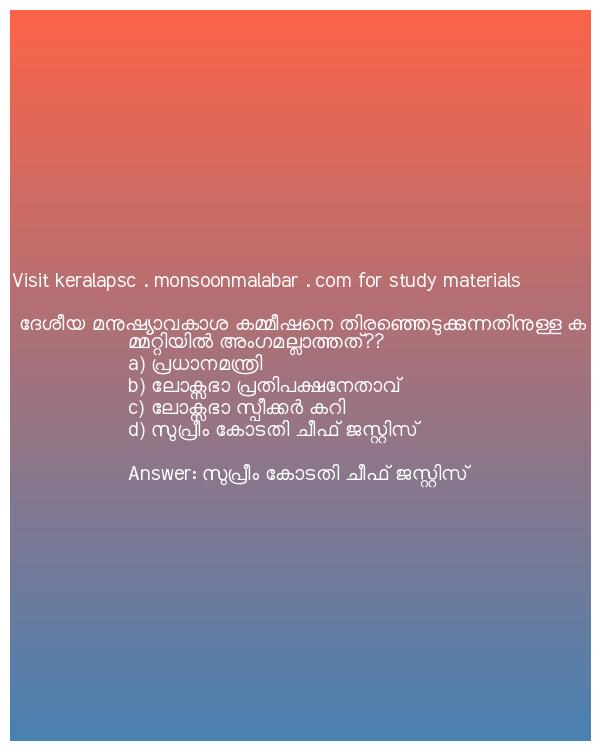 Visit keralapsc . monsoonmalabar . com for study materials
ദേശീയ മനുഷ്യാവകാശ കമ്മീഷനെ തിരഞ്ഞെടുക്കുന്നതിനുള്ള ക
മ്മറ്റിയിൽ അംഗമല്ലാത്തത്??
a) പ്രധാനമന്ത്രി
b) ലോക്സഭാ പ്രതിപക്ഷനേതാവ്
c) ലോക്സഭാ സ്പീക്കർ കറി
d) സുപ്രീം കോടതി ചീഫ് ജസ്റ്റിസ്
Answer: സുപ്രീം കോടതി ചീഫ് ജസ്റ്റിസ്